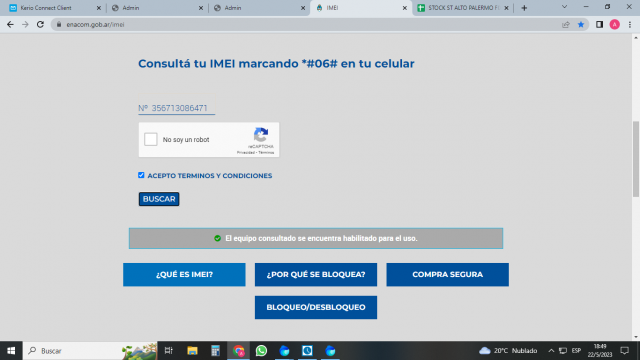 Kerio Connect Client
Admin
Admin
IMEI
STOCK ST ALTO PALERMO
enacom.gob.ar/imei
A
Consultá tu IMEI marcando *#06# en tu celular
Nº 356713086471
No soy un robot
reCAPTCHA
Privacidad - Términos
ACEPTO TERMINOS Y CONDICIONES
BUSCAR
El equipo consultado se encuentra habilitado para el uso.
¿QUÉ ES IMEI?
¿POR QUÉ SE BLOQUEA?
COMPRA SEGURA
BLOQUEO/DESBLOQUEO
Buscar
20°C Nublado
ESP
18:49
22/5/2023